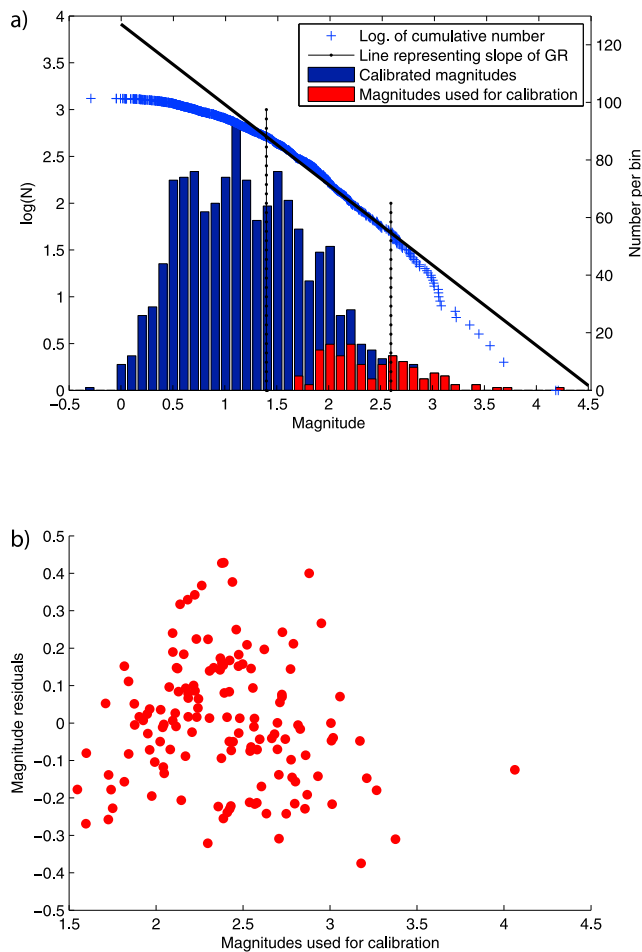 a)
4
3.5
3
2.5
2
1.5
1
0.5
0
log(N)
120
100
80
60
40
20
0
Number per bin
Log. of cumulative number
Line representing slope of GR
Calibrated magnitudes
Magnitudes used for calibration
-0.5 0 0.5 1 1.5 2 2.5 3 3.5 4 4.5
Magnitude
b)
0.5
0.4
0.3
0.2
0.1
0
-0.1
-0.2
-0.3
-0.4
-0.5
Magnitude residuals
1.5 2 2.5 3 3.5 4 4.5
Magnitudes used for calibration